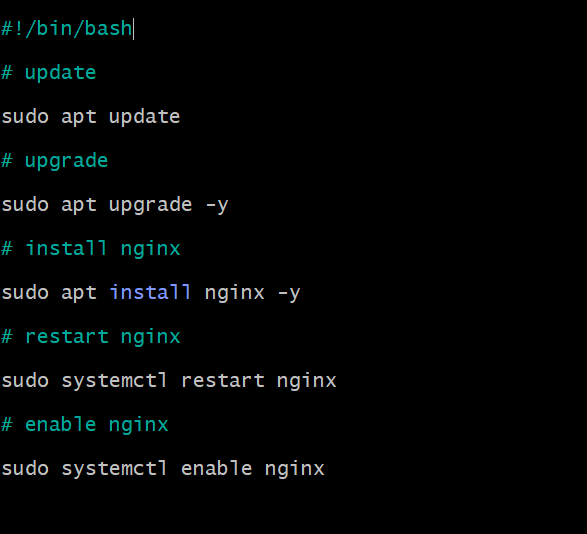 #!/bin/bash
# update
sudo apt update
# upgrade
sudo apt upgrade -y
# install nginx
sudo apt install nginx -y
# restart nginx
sudo systemctl restart nginx
# enable nginx
sudo systemctl enable nginx